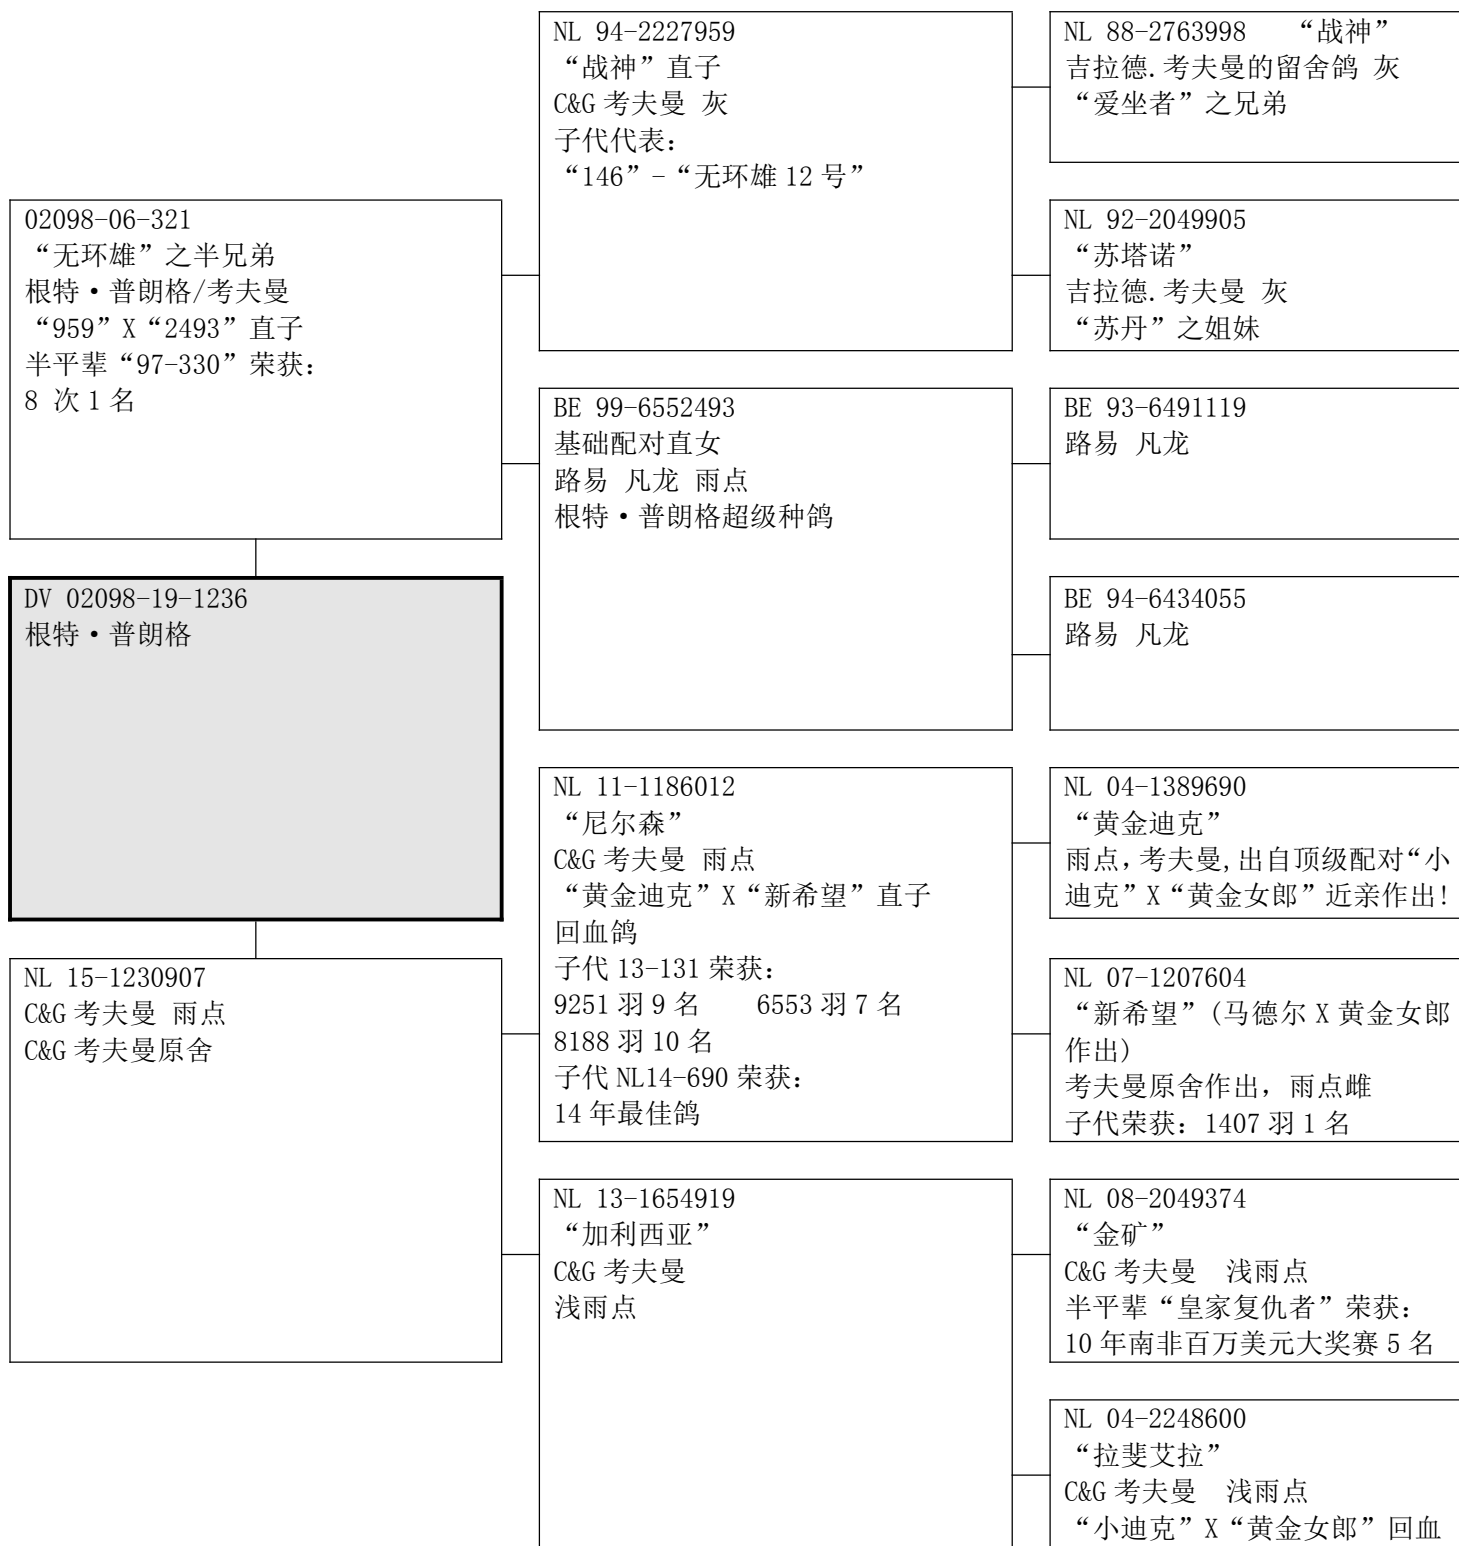 02098-06-321
“无环雄”之半兄弟
根特·普朗格/考夫曼
“959”X“2493”直子
半平辈“97-330”荣获：
8 次 1 名
DV 02098-19-1236
根特·普朗格
NL 15-1230907
C&G 考夫曼 雨点
C&G 考夫曼原舍
NL 94-2227959
“战神”直子
C&G 考夫曼 灰
子代代表：
“146”-“无环雄 12 号”
BE 99-6552493
基础配对直女
路易 凡龙 雨点
根特·普朗格超级种鸽
NL 11-1186012
“尼尔森”
C&G 考夫曼 雨点
“黄金迪克”X“新希望”直子
回血鸽
子代 13-131 荣获：
9251 羽 9 名 6553 羽 7 名
8188 羽 10 名
子代 NL14-690 荣获：
14 年最佳鸽
NL 13-1654919
“加利西亚”
C&G 考夫曼
浅雨点
NL 88-2763998 “战神”
吉拉德.考夫曼的留舍鸽 灰
“爱坐者”之兄弟
NL 92-2049905
“苏塔诺”
吉拉德.考夫曼 灰
“苏丹”之姐妹
BE 93-6491119
路易 凡龙
BE 94-6434055
路易 凡龙
NL 04-1389690
“黄金迪克”
雨点，考夫曼,出自顶级配对“小
迪克”X“黄金女郎”近亲作出!
NL 07-1207604
“新希望”(马德尔 X 黄金女郎
作出)
考夫曼原舍作出，雨点雌
子代荣获：1407 羽 1 名
NL 08-2049374
“金矿”
C&G 考夫曼 浅雨点
半平辈“皇家复仇者”荣获：
10 年南非百万美元大奖赛 5 名
NL 04-2248600
“拉斐艾拉”
C&G 考夫曼 浅雨点
“小迪克”X“黄金女郎”回血